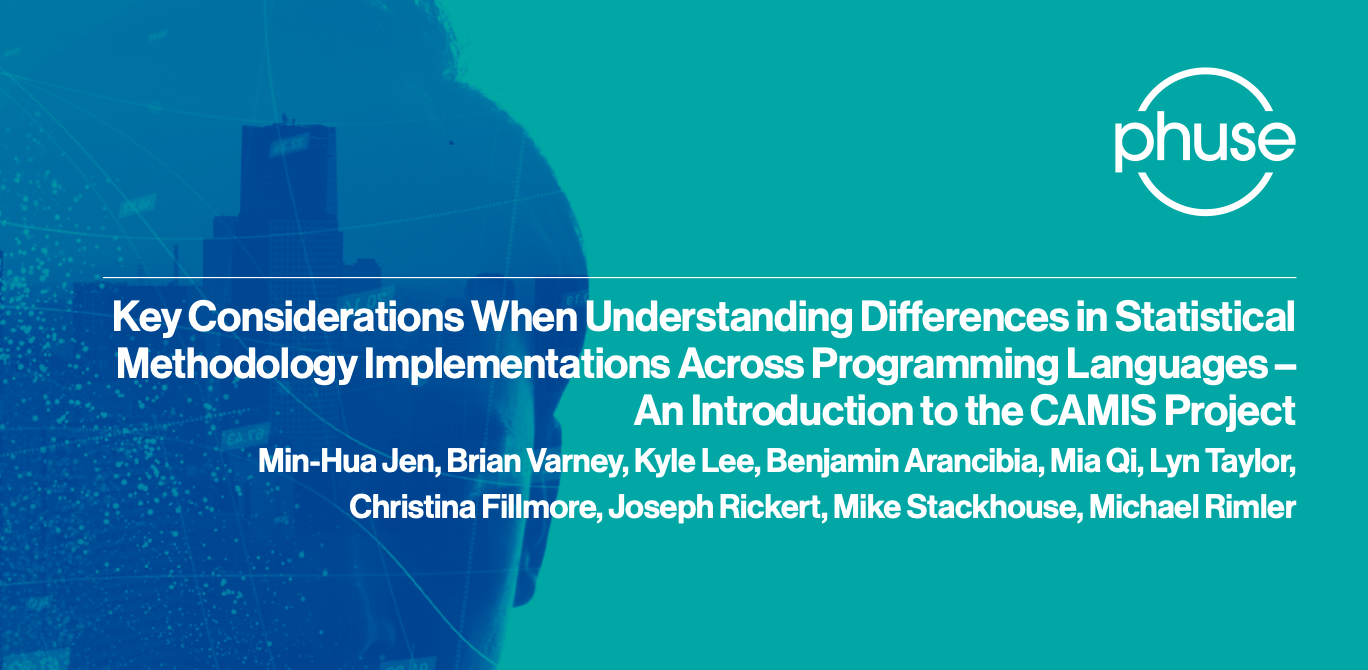 phuse
Key Considerations When Understanding Differences in Statistical
Methodology Implementations Across Programming Languages –
An Introduction to the CAMIS Project
Min-Hua Jen, Brian Varney, Kyle Lee, Benjamin Arancibia, Mia Qi, Lyn Taylor,
Christina Fillmore, Joseph Rickert, Mike Stackhouse, Michael Rimler